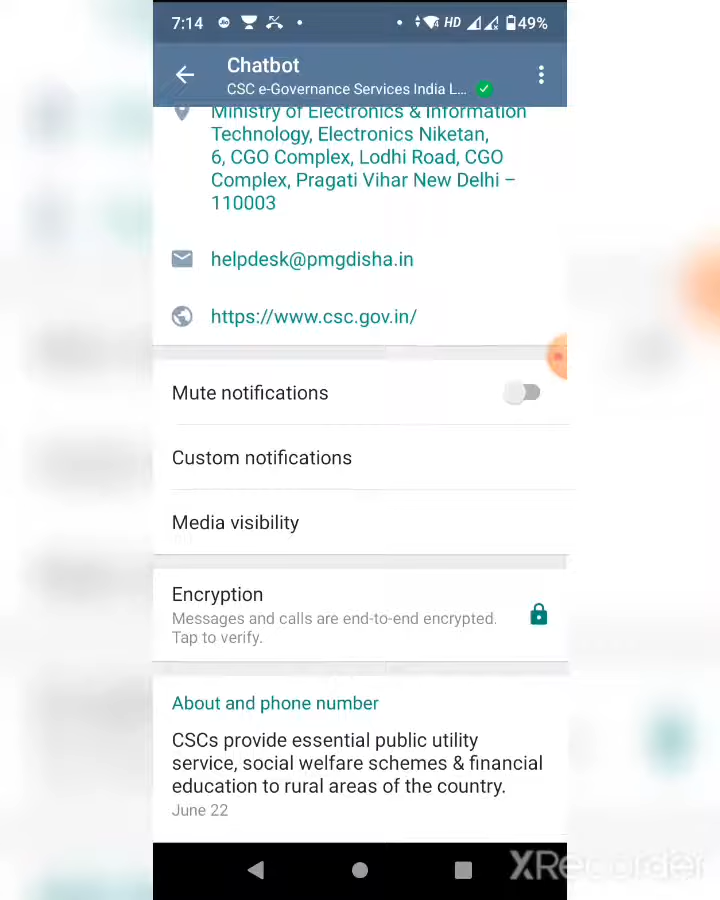 7:14 HD 49%
Chatbot
CSC e-Governance Services India L...
Ministry of Electronics & Information
Technology, Electronics Niketan,
6, CGO Complex, Lodhi Road, CGO
Complex, Pragati Vihar New Delhi –
110003
helpdesk@pmgdisha.in
https://www.csc.gov.in/
Mute notifications
Custom notifications
Media visibility
Encryption
Messages and calls are end-to-end encrypted.
Tap to verify.
About and phone number
CSCs provide essential public utility
service, social welfare schemes & financial
education to rural areas of the country.
June 22
XRecorder